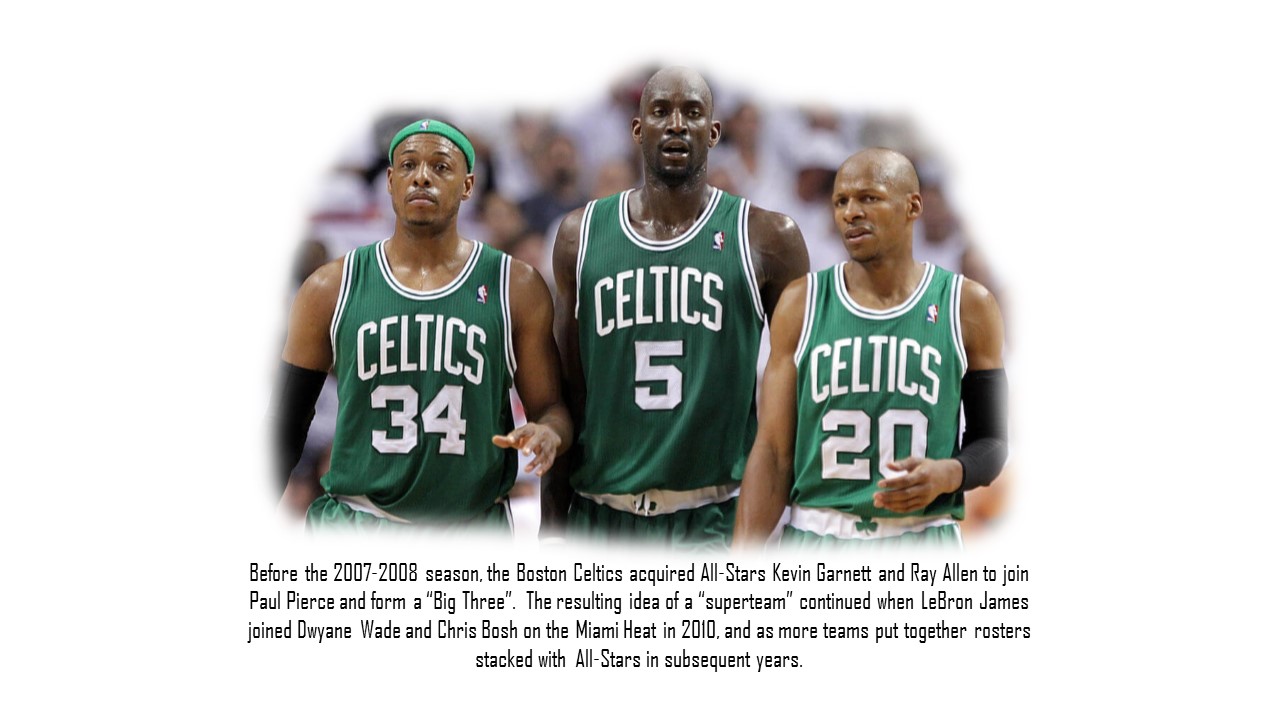 CELTICS
34
CELTICS
5
CELTICS
20
Before the 2007-2008 season, the Boston Celtics acquired All-Stars Kevin Garnett and Ray Allen to join
Paul Pierce and form a “Big Three”. The resulting idea of a “superteam” continued when LeBron James
joined Dwyane Wade and Chris Bosh on the Miami Heat in 2010, and as more teams put together rosters
stacked with All-Stars in subsequent years.